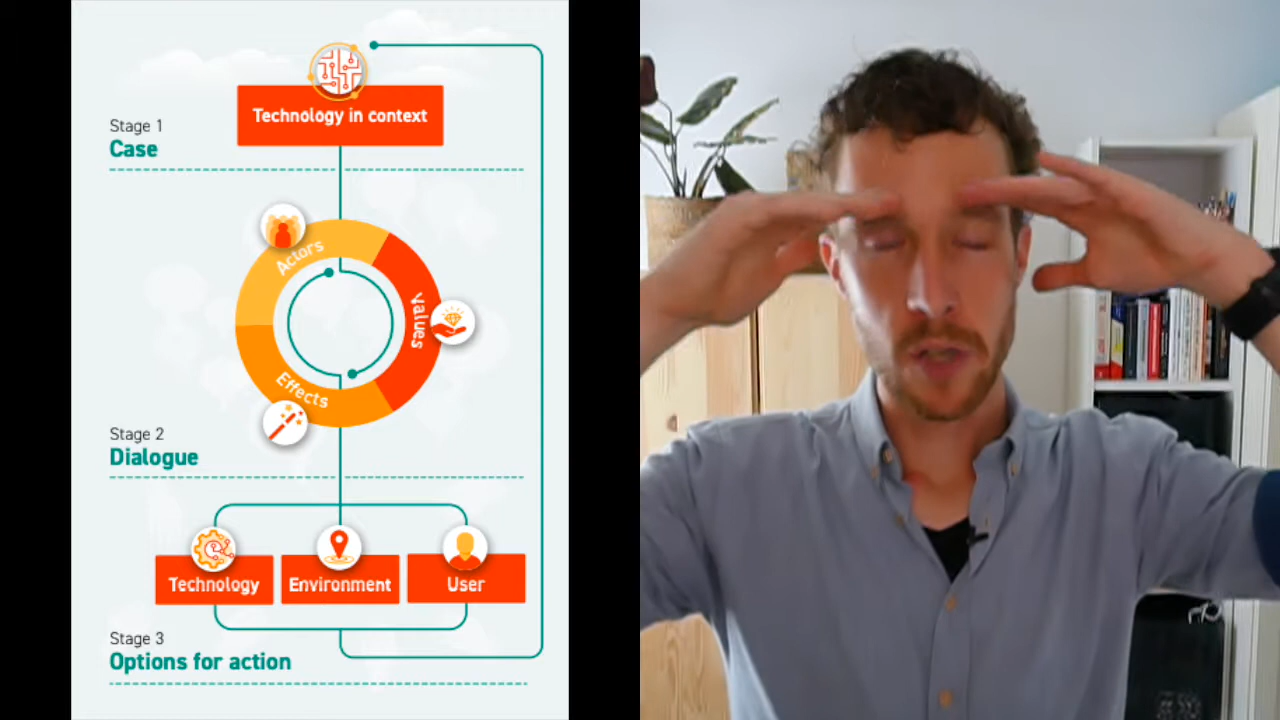 Technology in context
Stage 1
Case
Actors
Values
Effects
Stage 2
Dialogue
Technology
Environment
User
Stage 3
Options for action